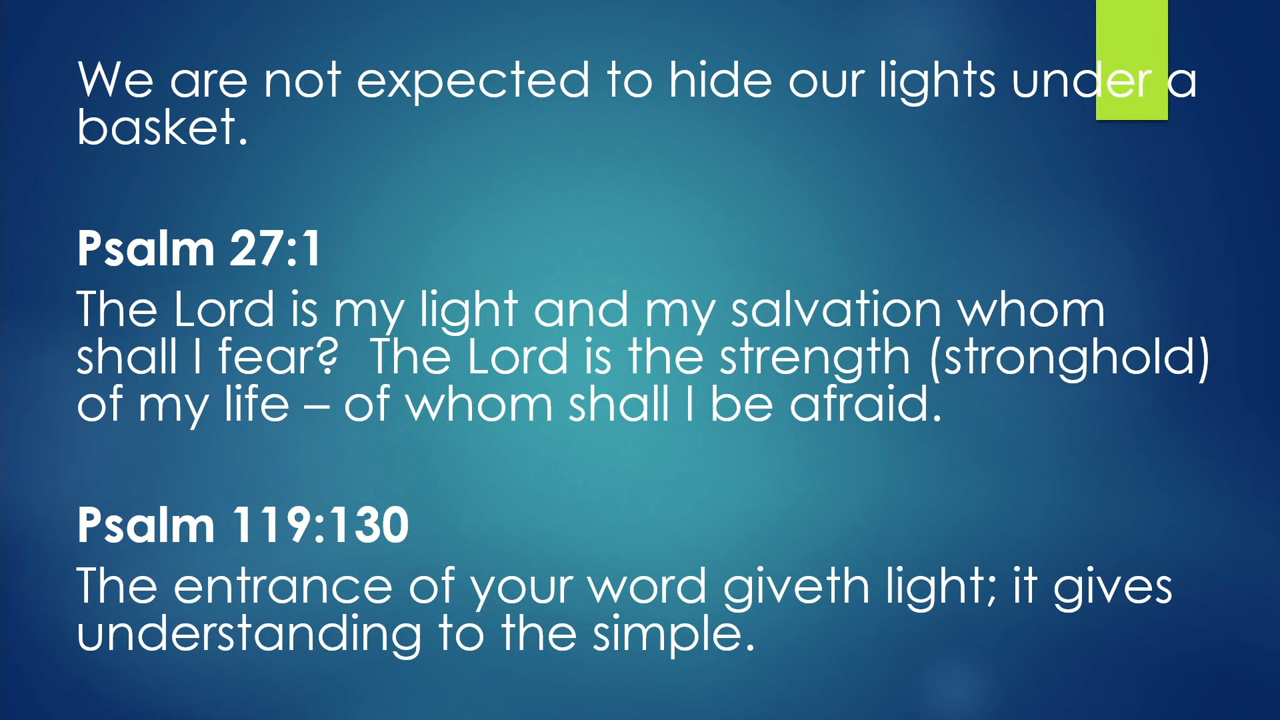 We are not expected to hide our lights under a
basket.
Psalm 27:1
The Lord is my light and my salvation whom
shall I fear?  The Lord is the strength (stronghold)
of my life – of whom shall I be afraid.
Psalm 119:130
The entrance of your word giveth light; it gives
understanding to the simple.